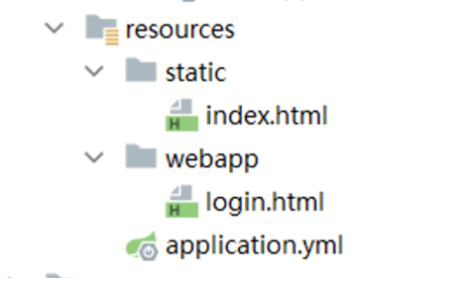 resources
static
index.html
webapp
login.html
application.yml